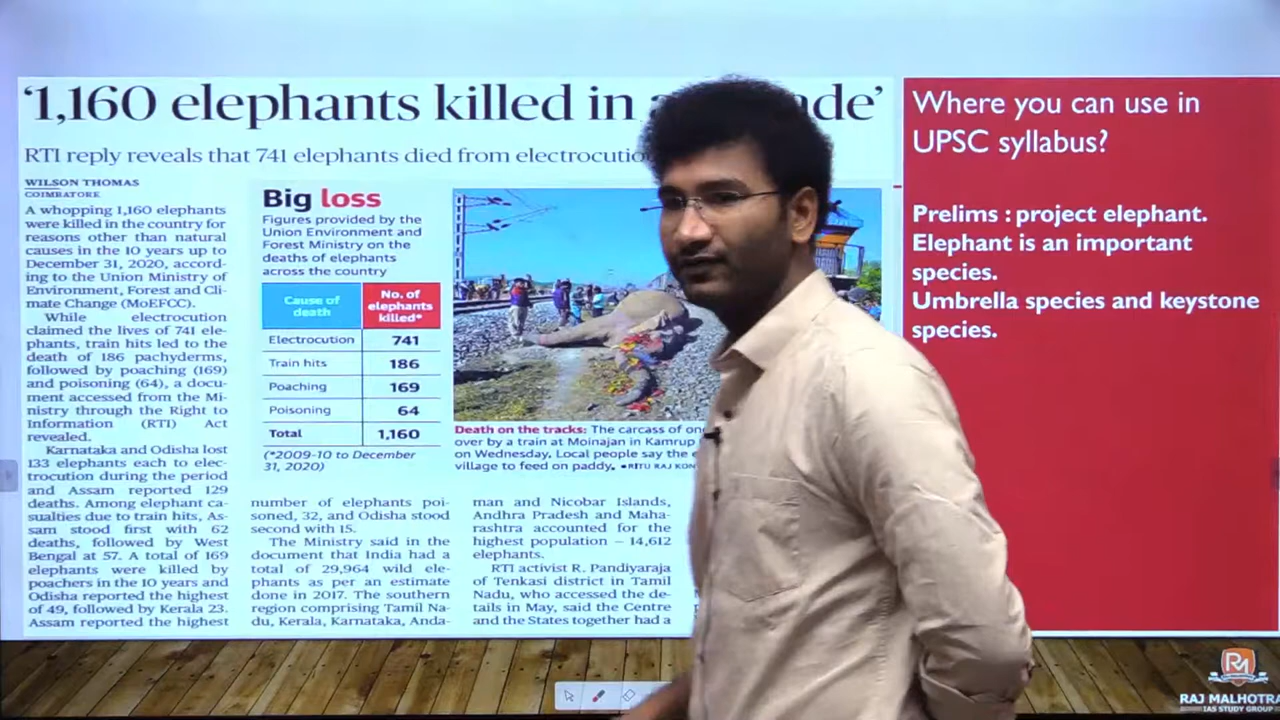 ‘1,160 elephants killed in a de’
RTI reply reveals that 741 elephants died from electrocutio
WILSON THOMAS
COIMBATORE
A whopping 1,160 elephants
were killed in the country for
reasons other than natural
causes in the 10 years up to
December 31, 2020, accord-
ing to the Union Ministry of
Environment, Forest and Cli-
mate Change (MoEFCC).
While electrocution
claimed the lives of 741 ele-
phants, train hits led to the
death of 186 pachyderms,
followed by poaching (169)
and poisoning (64), a docu-
ment accessed from the Mi-
nistry through the Right to
Information (RTI) Act
revealed.
Karnataka and Odisha lost
133 elephants each to elec-
trocution during the period
and Assam reported 129
deaths. Among elephant ca-
sualties due to train hits, As-
sam stood first with 62
deaths, followed by West
Bengal at 57. A total of 169
elephants were killed by
poachers in the 10 years and
Odisha reported the highest
of 49, followed by Kerala 23.
Assam reported the highest
Big loss
Figures provided by the
Union Environment and
Forest Ministry on the
deaths of elephants
across the country
Cause of death No. of elephants killed*
Electrocution 741
Train hits 186
Poaching 169
Poisoning 64
Total 1,160
(*2009-10 to December
31, 2020)
Death on the tracks: The carcass of on
over by a train at Moinajan in Kamrup
on Wednesday. Local people say the e
village to feed on paddy. •RITU RAJ KON
number of elephants poi-
soned, 32, and Odisha stood
second with 15.
The Ministry said in the
document that India had a
total of 29,964 wild ele-
phants as per an estimate
done in 2017. The southern
region comprising Tamil Na-
du, Kerala, Karnataka, Anda-
man and Nicobar Islands,
Andhra Pradesh and Maha-
rashtra accounted for the
highest population – 14,612
elephants.
RTI activist R. Pandiyaraja
of Tenkasi district in Tamil
Nadu, who accessed the de-
tails in May, said the Centre
and the States together had a
Where you can use in
UPSC syllabus?
Prelims : project elephant.
Elephant is an important
species.
Umbrella species and keystone
species.
RM
RAJ MALHOTRA
IAS STUDY GROUP